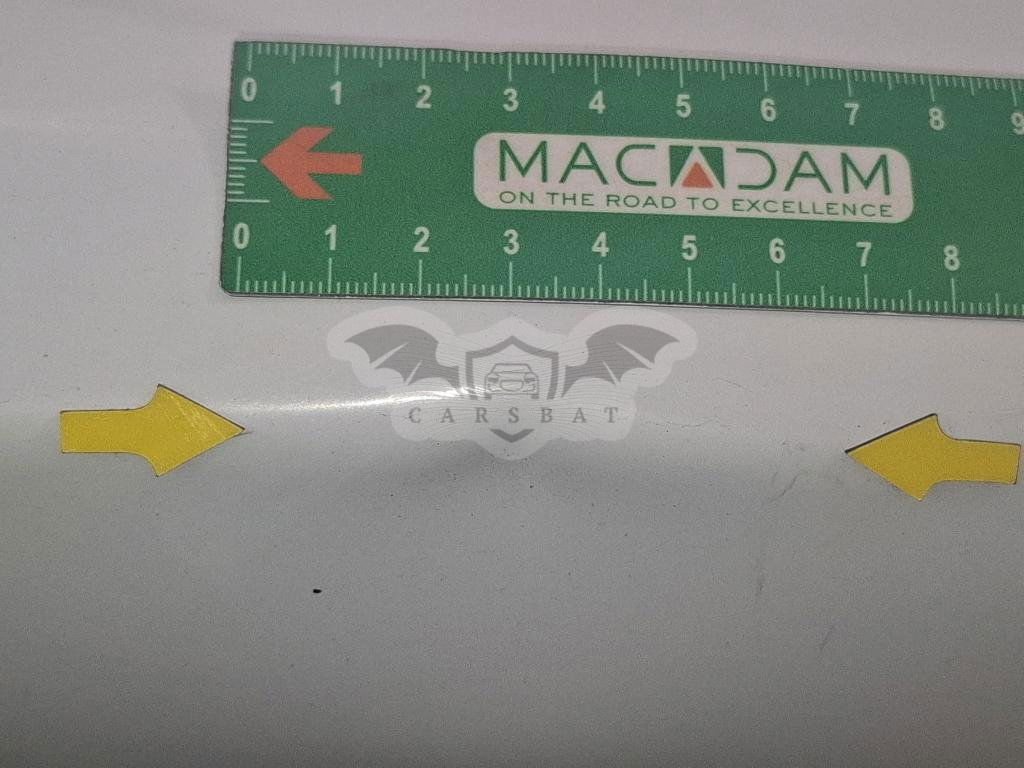 0 1 2 3 4 5 6 7 8 9
MACADAM
ON THE ROAD TO EXCELLENCE
0 1 2 3 4 5 6 7 8
CARSBAT